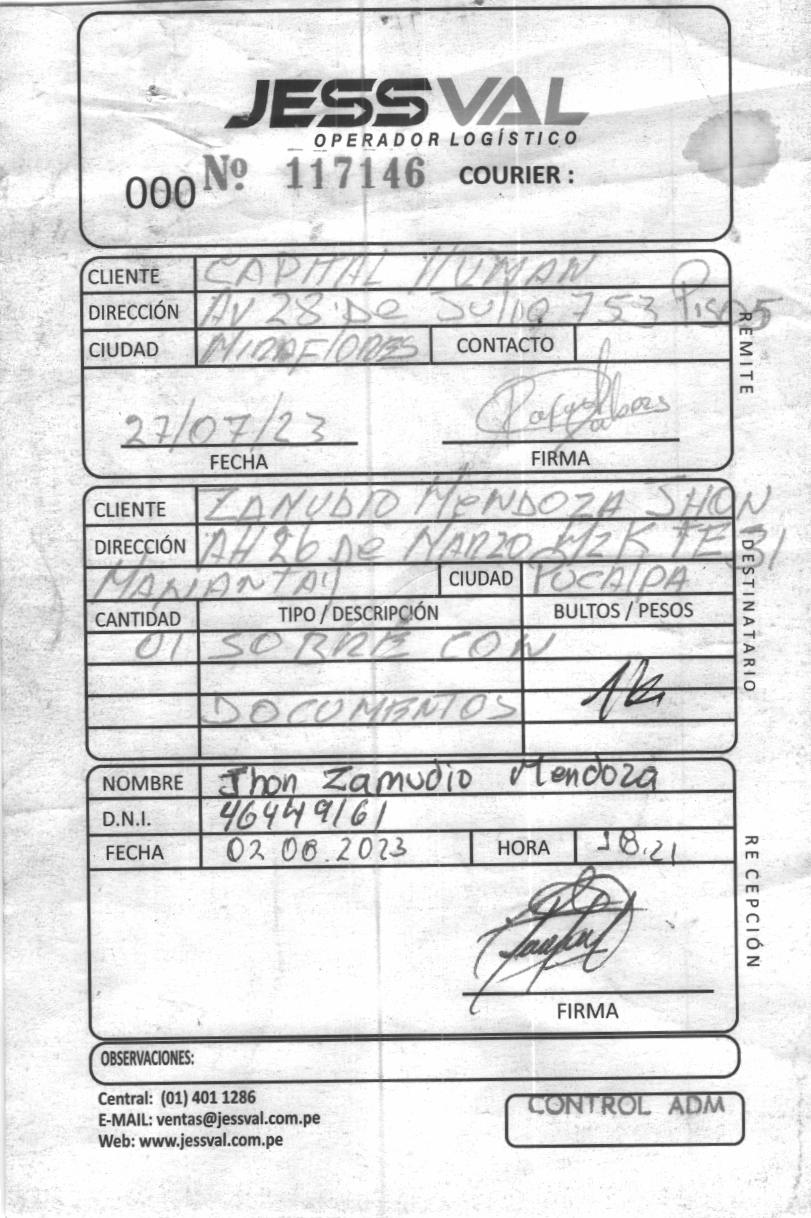 JESSVAL
OPERADOR LOGÍSTICO
000 Nº 117146 COURIER :
REMITE
CLIENTE CAPITAL HUMAN
DIRECCIÓN AV 28 De Julio 753 Piso 5
CIUDAD MIRAFlORES CONTACTO
27/07/23
FECHA FIRMA
DESTINATARIO
CLIENTE ZAMUDIO MeNDOZA JHON
DIRECCIÓN AH 26 De MARZO MZ K TE 31
MANANTAY CIUDAD PUCAlPA
CANTIDAD TIPO / DESCRIPCIÓN BULTOS / PESOS
01 SOBRE CON
DOCUMENTOS
RECEPCIÓN
NOMBRE Jhon Zamudio Mendoza
D.N.I. 46449161
FECHA 02 08.2023 HORA 18.21
FIRMA
OBSERVACIONES:
Central: (01) 401 1286
E-MAIL: ventas@jessval.com.pe
Web: www.jessval.com.pe
CONTROL ADM